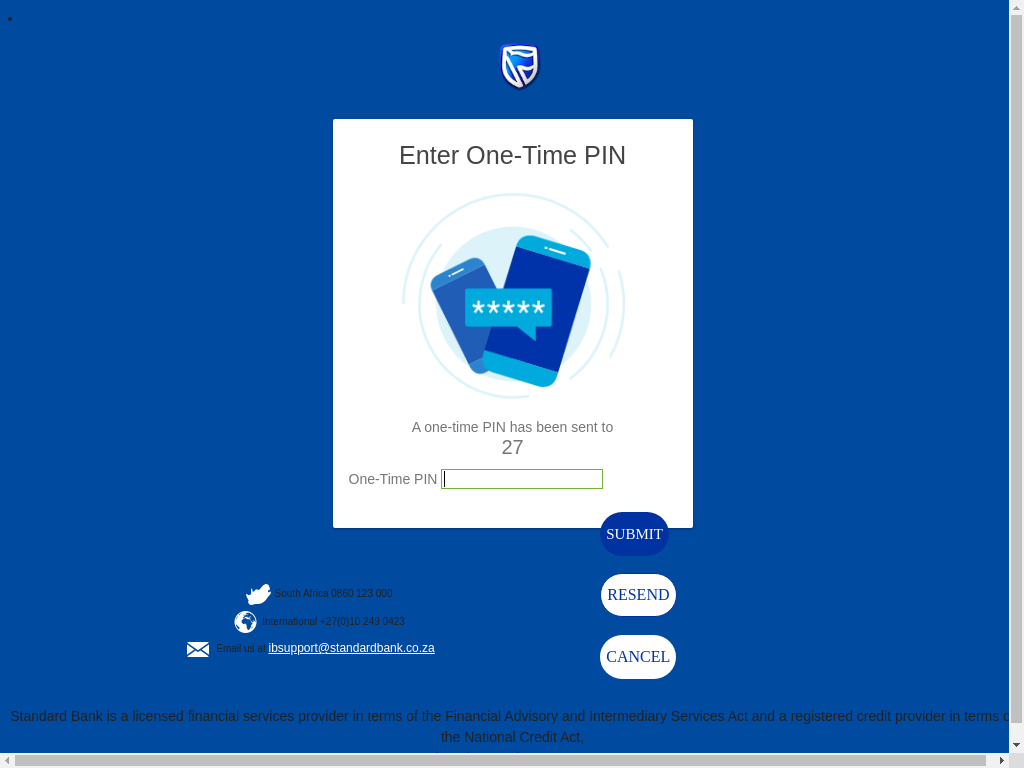 Enter One-Time PIN
*****
A one-time PIN has been sent to
27
One-Time PIN
SUBMIT
South Africa 0860 123 000
RESEND
International +27(0)10 249 0423
Email us at ibsupport@standardbank.co.za
CANCEL
Standard Bank is a licensed financial services provider in terms of the Financial Advisory and Intermediary Services Act and a registered credit provider in terms
the National Credit Act,